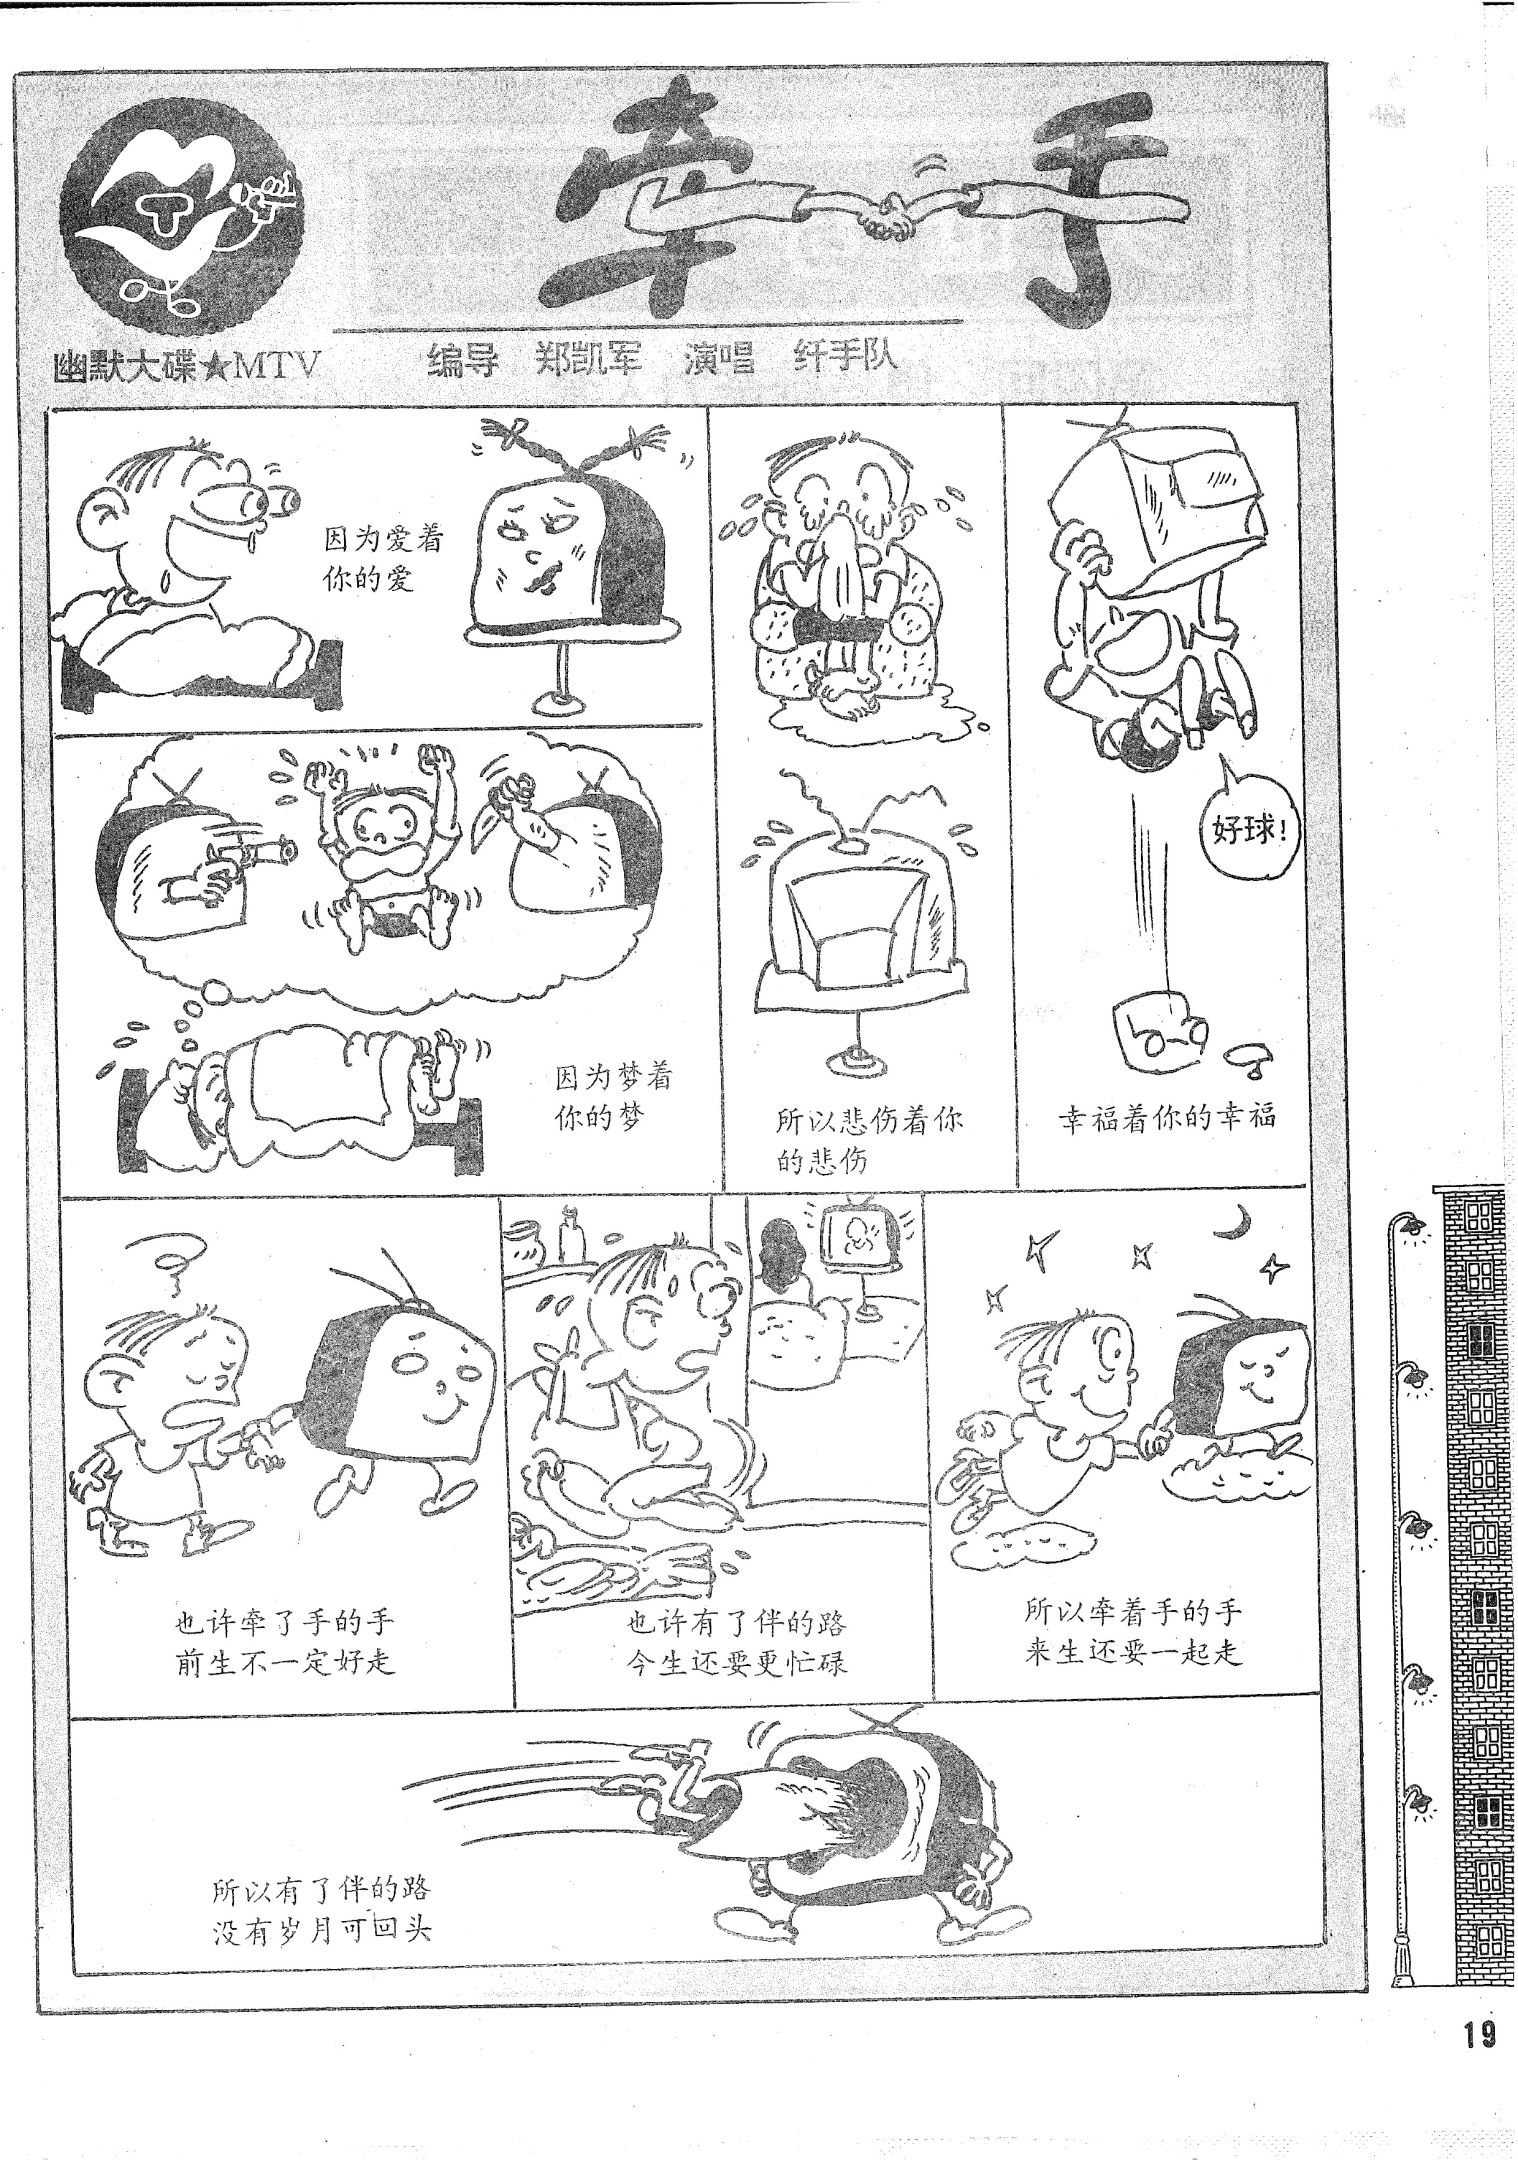 牵手
MTV
幽默大碟★MTV
编导 郑凯军 演唱 纤手队
因为爱着
你的爱
因为梦着
你的梦
所以悲伤着你
的悲伤
好球!
幸福着你的幸福
也许牵了手的手
前生不一定好走
也许有了伴的路
今生还要更忙碌
所以牵着手的手
来生还要一起走
所以有了伴的路
没有岁月可回头
19